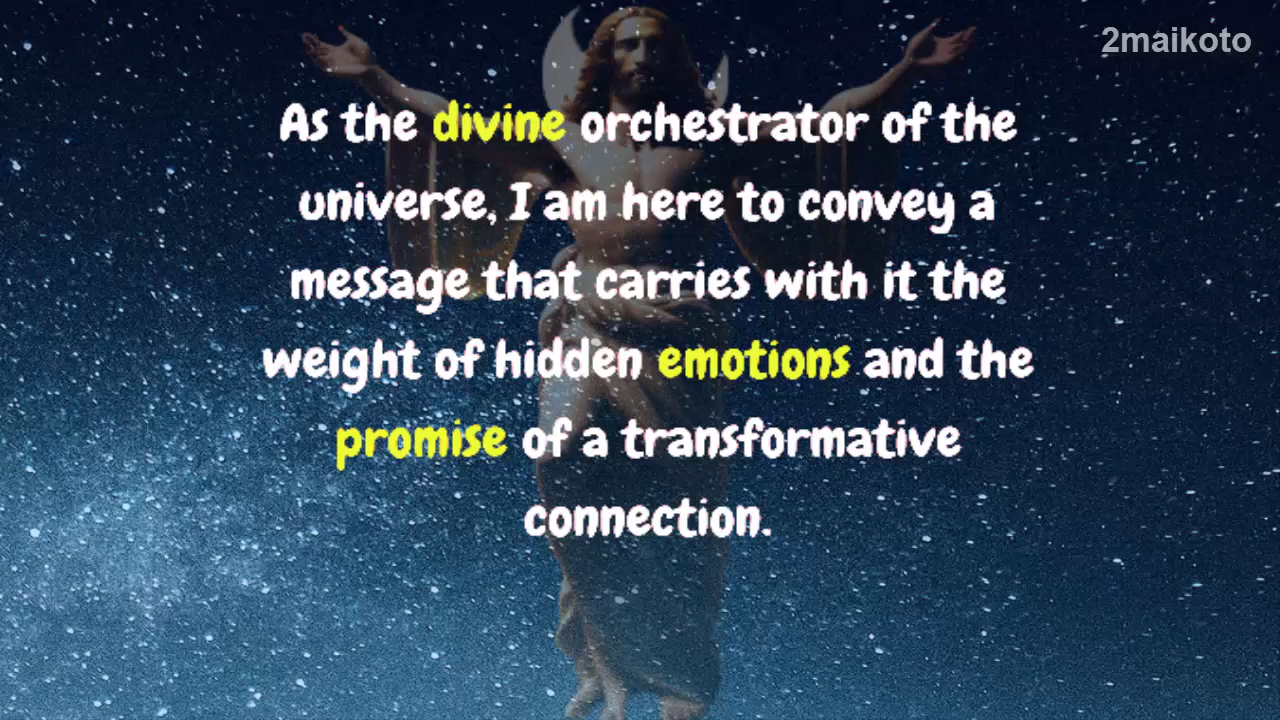 2maikoto
As the divine orchestrator of the
universe, I am here to convey a
message that carries with it the
weight of hidden emotions and the
promise of a transformative
connection.